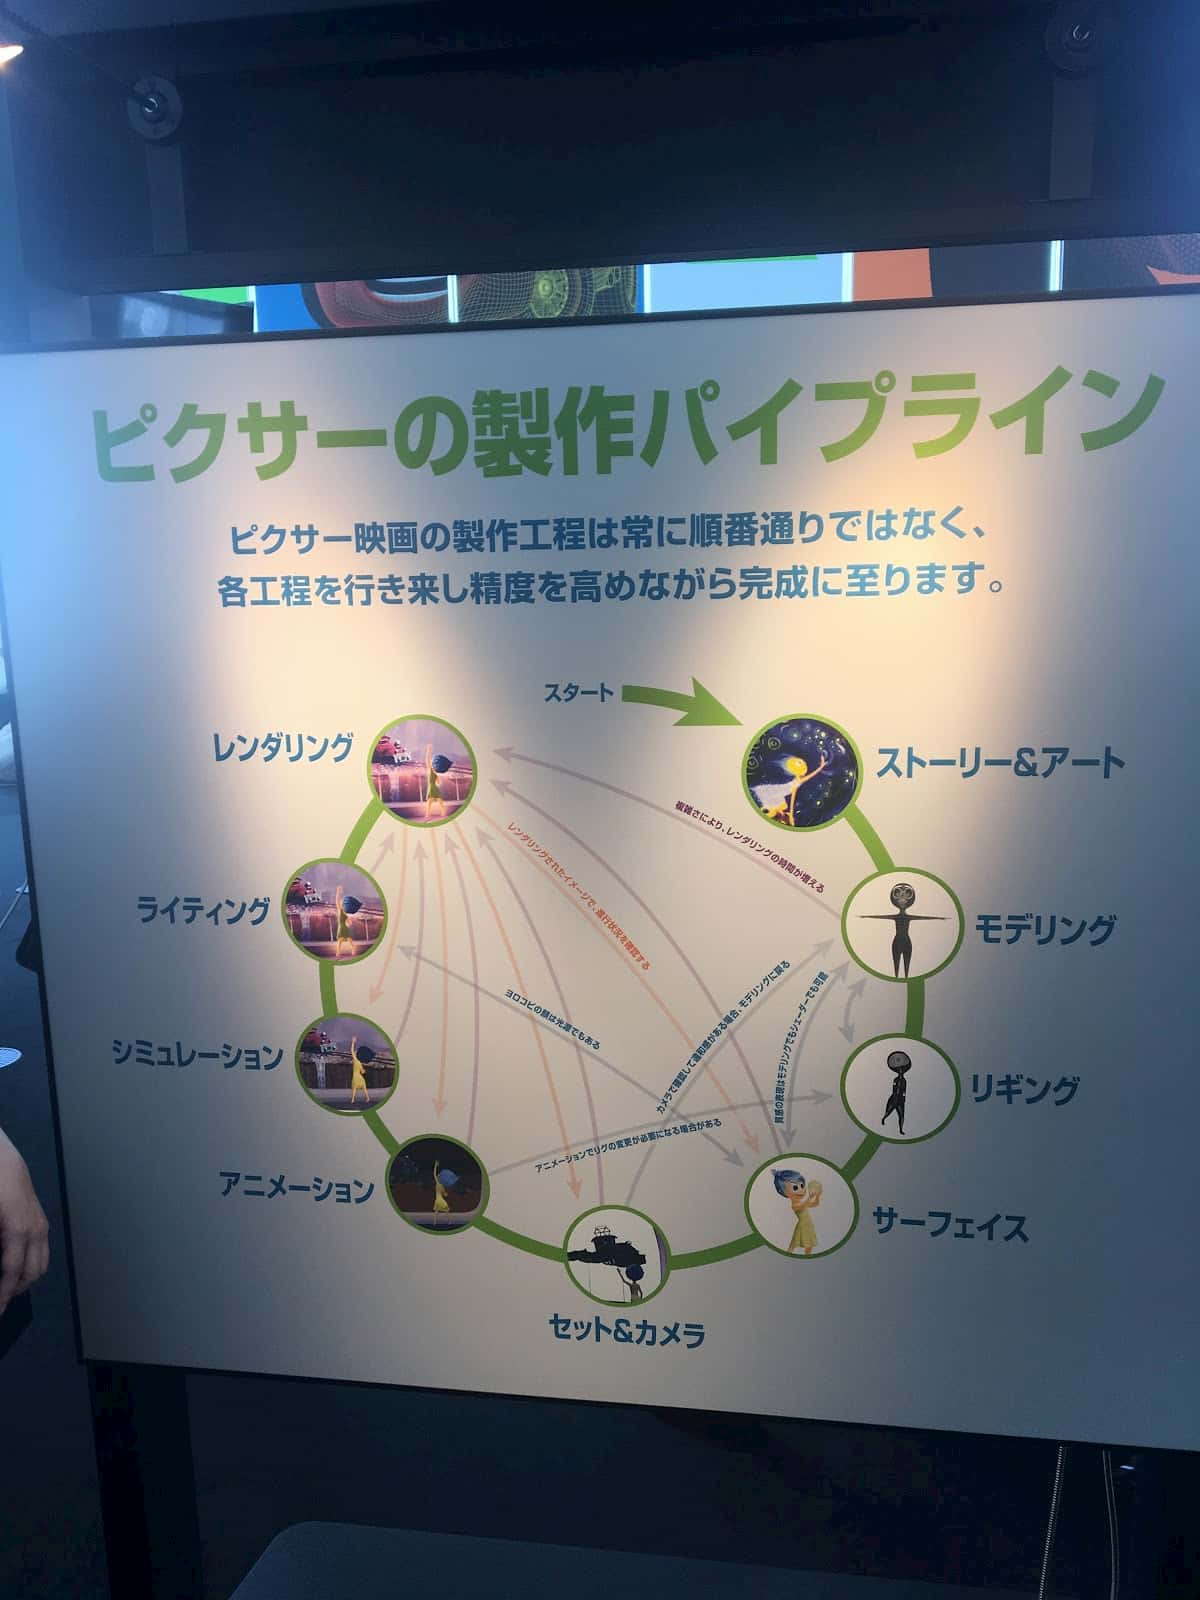 ピクサーの製作パイプライン
ピクサー映画の製作工程は常に順番通りではなく、
各工程を行き来し精度を高めながら完成に至ります。
スタート
ストーリー&アート
モデリング
リギング
サーフェイス
セット&カメラ
アニメーション
シミュレーション
ライティング
レンダリング
複雑さにより、レンダリングの時間が増える
レンダリングされたイメージで、進行状況を確認する
ヨロコビの顔は光源でもある
カメラで確認して違和感がある場合、モデリングに戻る
質感の表現はモデリングでもシェーダーでも可能
アニメーションでリグの変更が必要になる場合がある